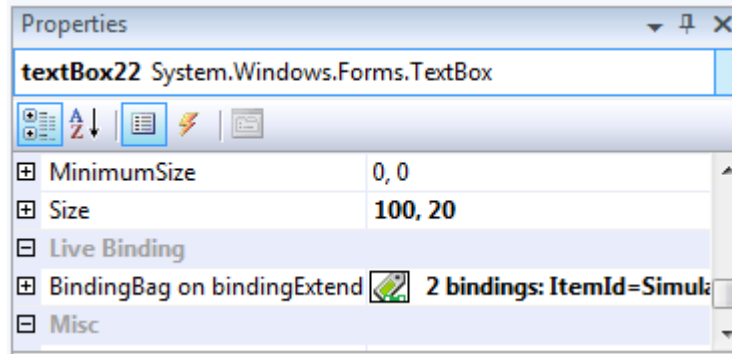 Properties
textBox22 System.Windows.Forms.TextBox
MinimumSize 0, 0
Size 100, 20
Live Binding
BindingBag on bindingExtend 2 bindings: ItemId=Simula
Misc